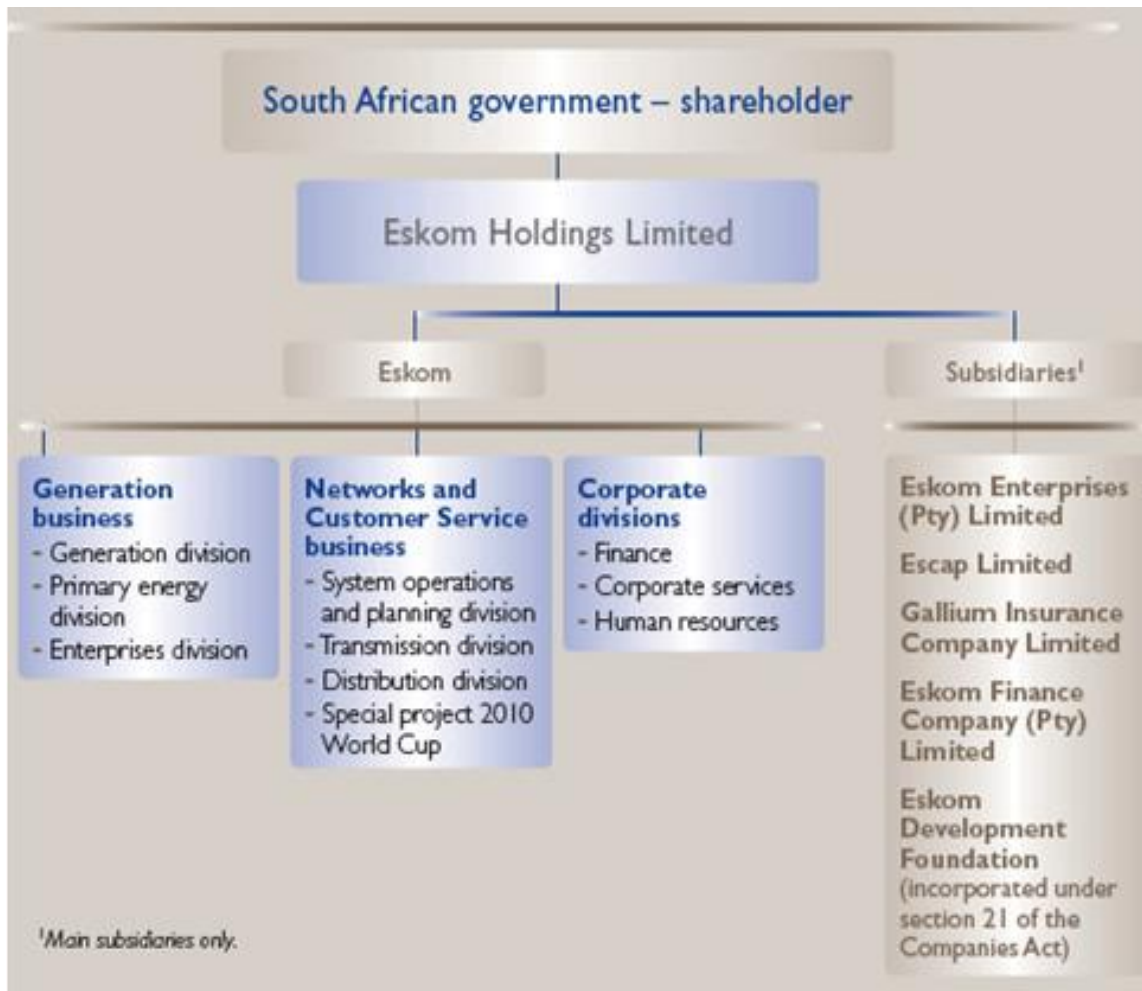 South African government – shareholder
Eskom Holdings Limited
Eskom
Subsidiaries¹
Generation
business
- Generation division
- Primary energy
division
- Enterprises division
Networks and
Customer Service
business
- System operations
and planning division
- Transmission division
- Distribution division
- Special project 2010
World Cup
Corporate
divisions
- Finance
- Corporate services
- Human resources
Eskom Enterprises
(Pty) Limited
Escap Limited
Gallium Insurance
Company Limited
Eskom Finance
Company (Pty)
Limited
Eskom
Development
Foundation
(incorporated under
section 21 of the
Companies Act)
¹Main subsidiaries only.